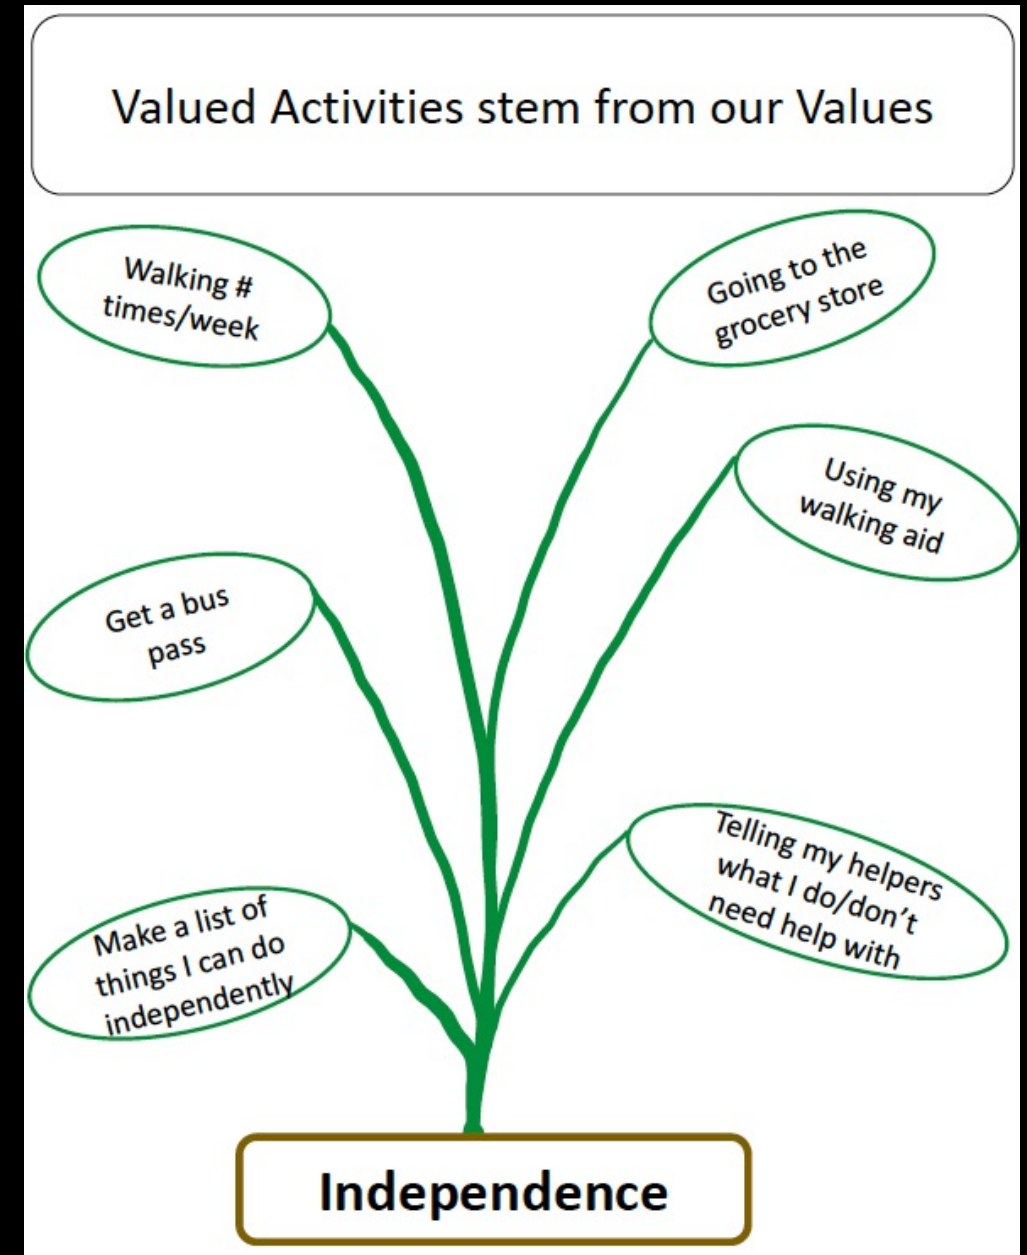 Valued Activities stem from our Values
Walking #
times/week
Going to the
grocery store
Using my
walking aid
Get a bus
pass
Telling my helpers
what I do/don't
need help with
Make a list of
things I can do
independently
Independence